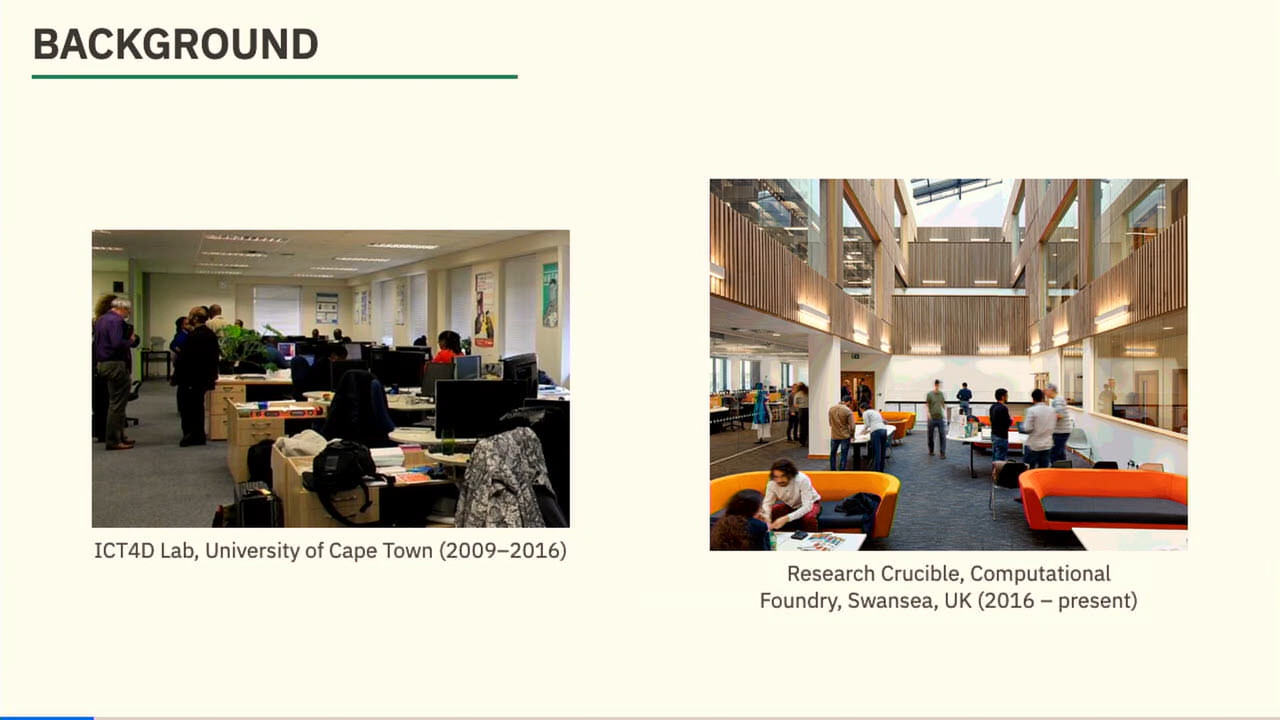 BACKGROUND
ICT4D Lab, University of Cape Town (2009–2016)
Research Crucible, Computational
Foundry, Swansea, UK (2016 – present)